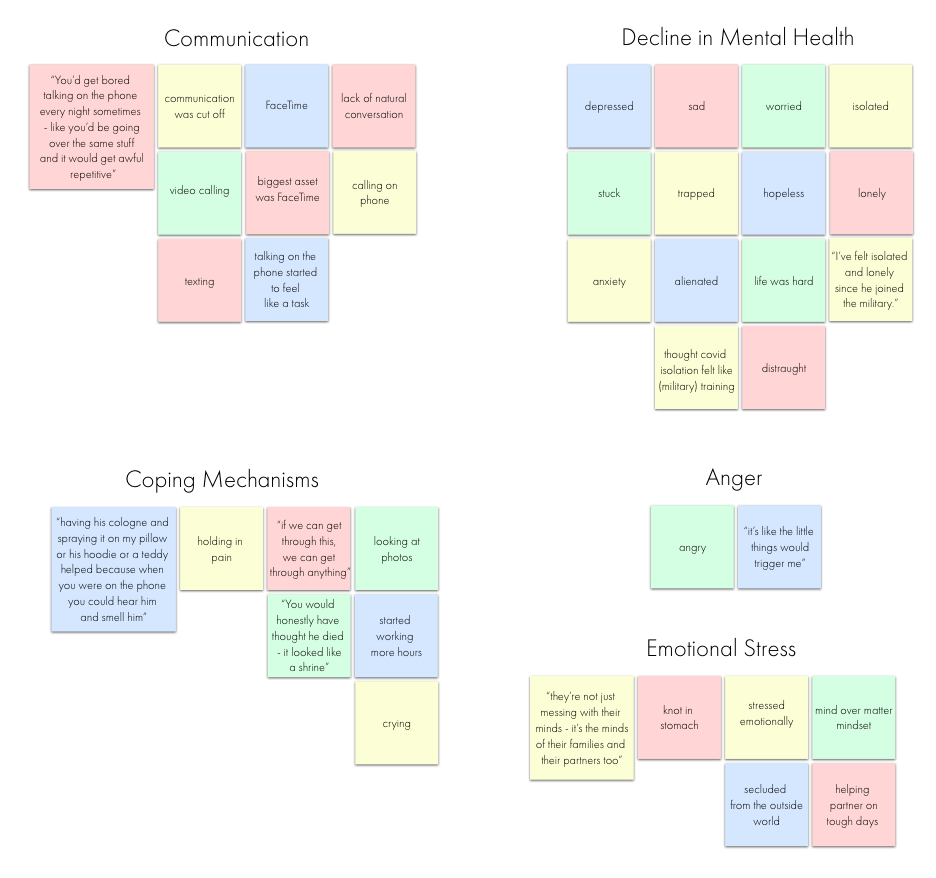 Communication
"You'd get bored
talking on the phone
every night sometimes
- like you'd be going
over the same stuff
and it would get awful
repetitive"
communication
was cut off
FaceTime
lack of natural
conversation
video calling
biggest asset
was FaceTime
calling on
phone
texting
talking on the
phone started
to feel
like a task
Decline in Mental Health
depressed
sad
worried
isolated
stuck
trapped
hopeless
lonely
anxiety
alienated
life was hard
"I've felt isolated
and lonely
since he joined
the military."
thought covid
isolation felt like
(military) training
distraught
Coping Mechanisms
"having his cologne and
spraying it on my pillow
or his hoodie or a teddy
helped because when
you were on the phone
you could hear him
and smell him"
holding in
pain
"if we can get
through this,
we can get
through anything"
looking at
photos
"You would
honestly have
thought he died
- it looked like
a shrine"
started
working
more hours
crying
Anger
angry
"it's like the little
things would
trigger me"
Emotional Stress
"they're not just
messing with their
minds - it's the minds
of their families and
their partners too"
knot in
stomach
stressed
emotionally
mind over matter
mindset
secluded
from the outside
world
helping
partner on
tough days